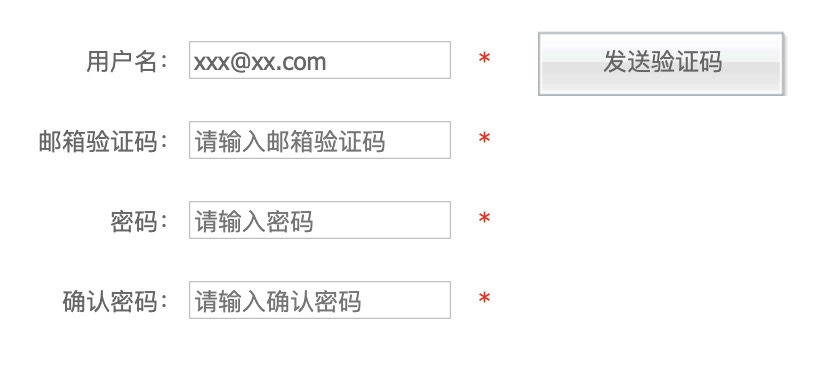 用户名： xxx@xx.com * 发送验证码
邮箱验证码： 请输入邮箱验证码 *
密码： 请输入密码 *
确认密码： 请输入确认密码 *